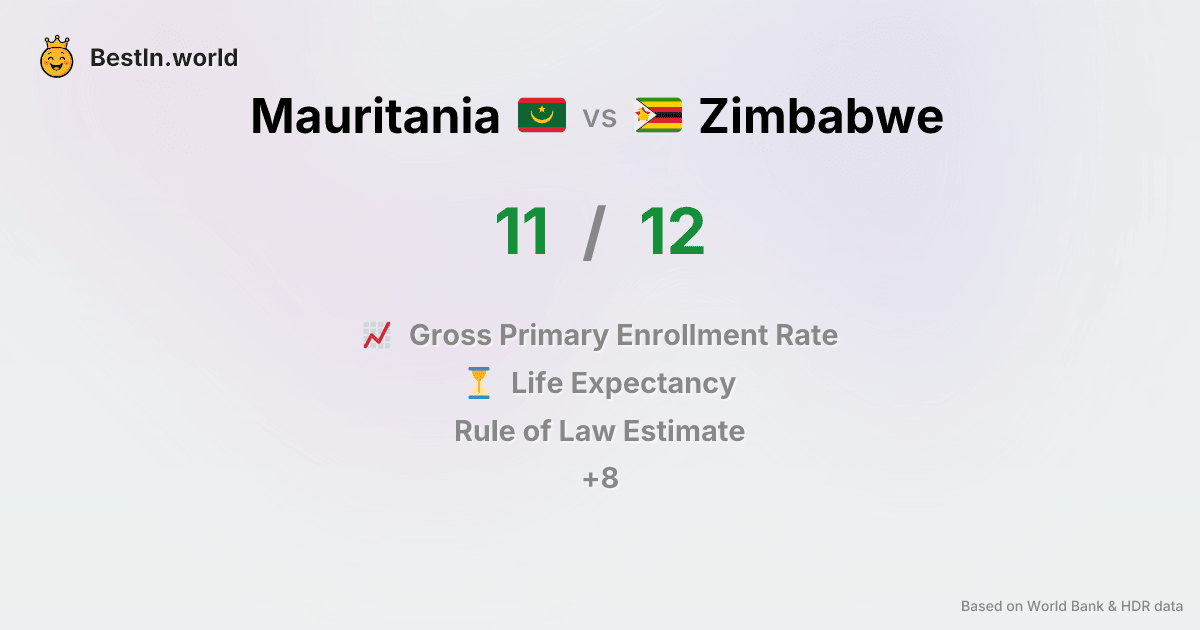 BestIn.world
Mauritania vs Zimbabwe
11 / 12
Gross Primary Enrollment Rate
Life Expectancy
Rule of Law Estimate
+8
Based on World Bank & HDR data